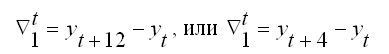 ∇₁ᵗ = yₜ₊₁₂ − yₜ, или ∇₁ᵗ = yₜ₊₄ − yₜ